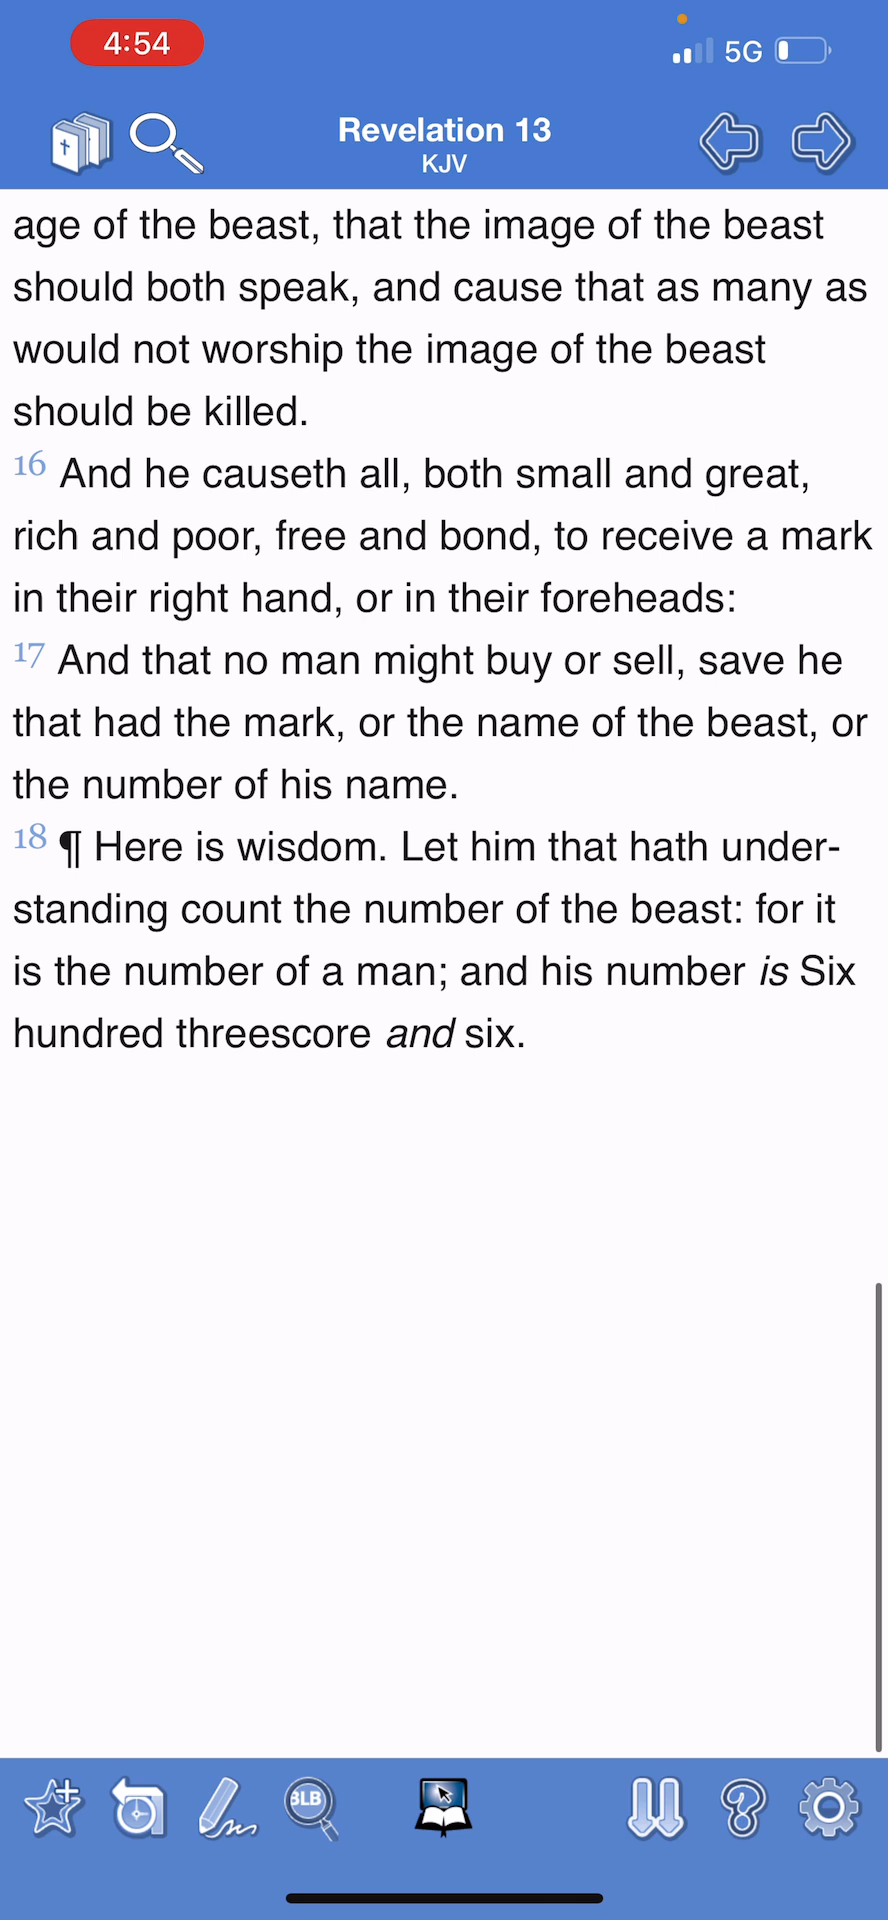 4:54
5G
Revelation 13
KJV
age of the beast, that the image of the beast
should both speak, and cause that as many as
would not worship the image of the beast
should be killed.
16 And he causeth all, both small and great,
rich and poor, free and bond, to receive a mark
in their right hand, or in their foreheads:
17 And that no man might buy or sell, save he
that had the mark, or the name of the beast, or
the number of his name.
18 ¶ Here is wisdom. Let him that hath under-
standing count the number of the beast: for it
is the number of a man; and his number is Six
hundred threescore and six.
BLB